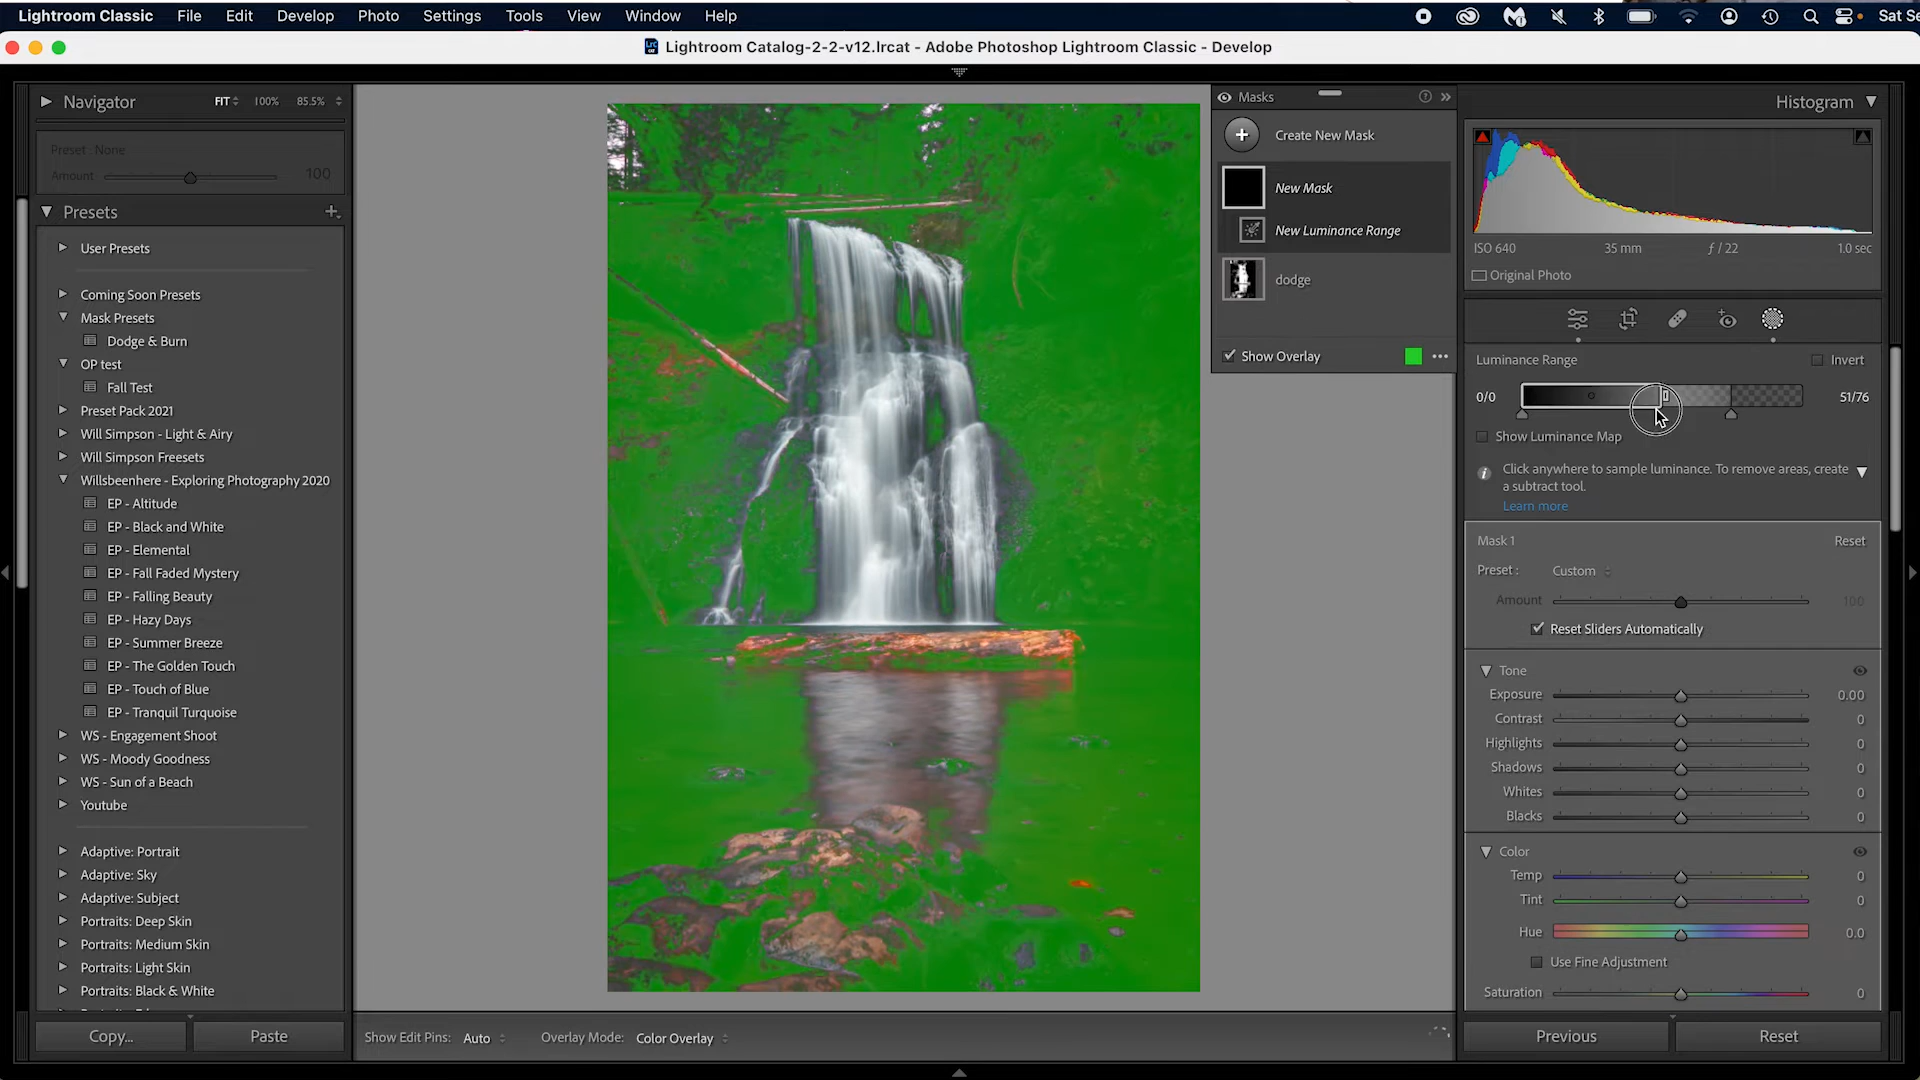 Lightroom Classic File Edit Develop Photo Settings Tools View Window Help Sat Se
Lightroom Catalog-2-2-v12.lrcat - Adobe Photoshop Lightroom Classic - Develop
Navigator FIT 100% 85.5%
Preset : None
Amount 100
Presets
User Presets
Coming Soon Presets
Mask Presets
Dodge & Burn
OP test
Fall Test
Preset Pack 2021
Will Simpson - Light & Airy
Will Simpson Freesets
Willsbeenhere - Exploring Photography 2020
EP - Altitude
EP - Black and White
EP - Elemental
EP - Fall Faded Mystery
EP - Falling Beauty
EP - Hazy Days
EP - Summer Breeze
EP - The Golden Touch
EP - Touch of Blue
EP - Tranquil Turquoise
WS - Engagement Shoot
WS - Moody Goodness
WS - Sun of a Beach
Youtube
Adaptive: Portrait
Adaptive: Sky
Adaptive: Subject
Portraits: Deep Skin
Portraits: Medium Skin
Portraits: Light Skin
Portraits: Black & White
Copy... Paste
Show Edit Pins: Auto Overlay Mode: Color Overlay
Masks
Create New Mask
New Mask
New Luminance Range
dodge
Show Overlay
Histogram
ISO 640 35 mm ƒ / 22 1.0 sec
Original Photo
Luminance Range Invert
0/0 51/76
Show Luminance Map
Click anywhere to sample luminance. To remove areas, create
a subtract tool.
Learn more
Mask 1 Reset
Preset : Custom
Amount 100
Reset Sliders Automatically
Tone
Exposure 0.00
Contrast 0
Highlights 0
Shadows 0
Whites 0
Blacks 0
Color
Temp 0
Tint 0
Hue 0.0
Use Fine Adjustment
Saturation 0
Previous Reset